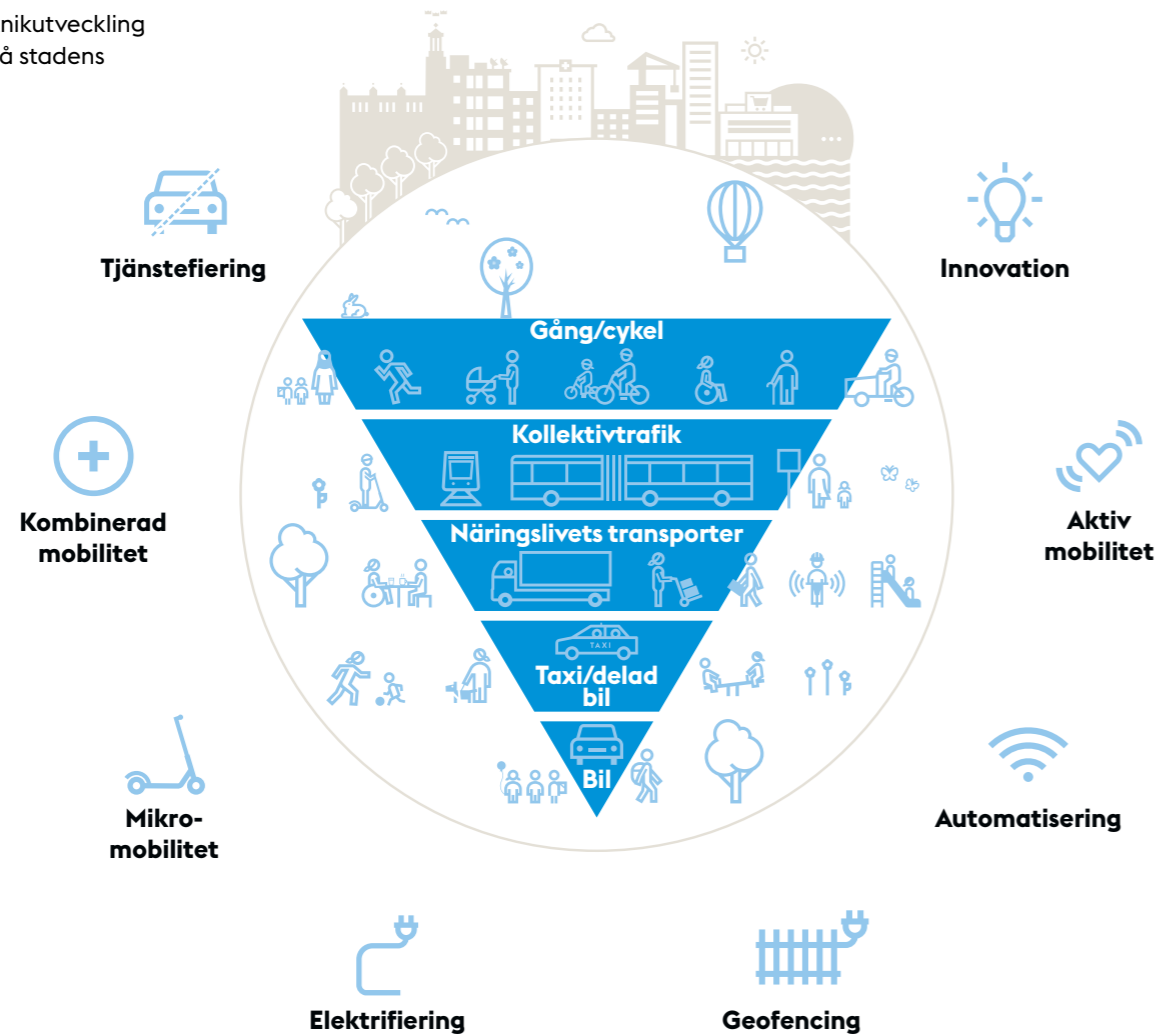 nikutveckling
å stadens
Tjänstefiering
Innovation
Gång/cykel
Kollektivtrafik
Kombinerad
mobilitet
Aktiv
mobilitet
Näringslivets transporter
TAXI
Taxi/delad
bil
Bil
Mikro-
mobilitet
Automatisering
Elektrifiering
Geofencing